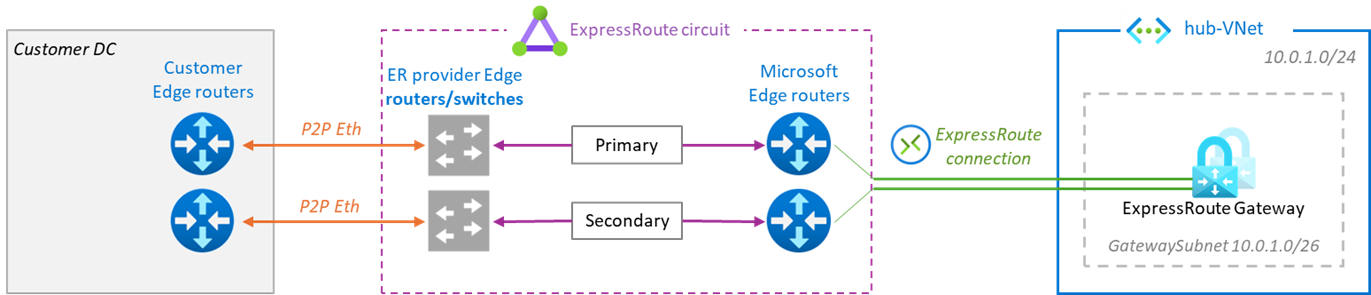 Customer DC
Customer
Edge routers
P2P Eth
P2P Eth
ExpressRoute circuit
ER provider Edge
routers/switches
Primary
Secondary
Microsoft
Edge routers
ExpressRoute
connection
hub-VNet
10.0.1.0/24
ExpressRoute Gateway
GatewaySubnet 10.0.1.0/26